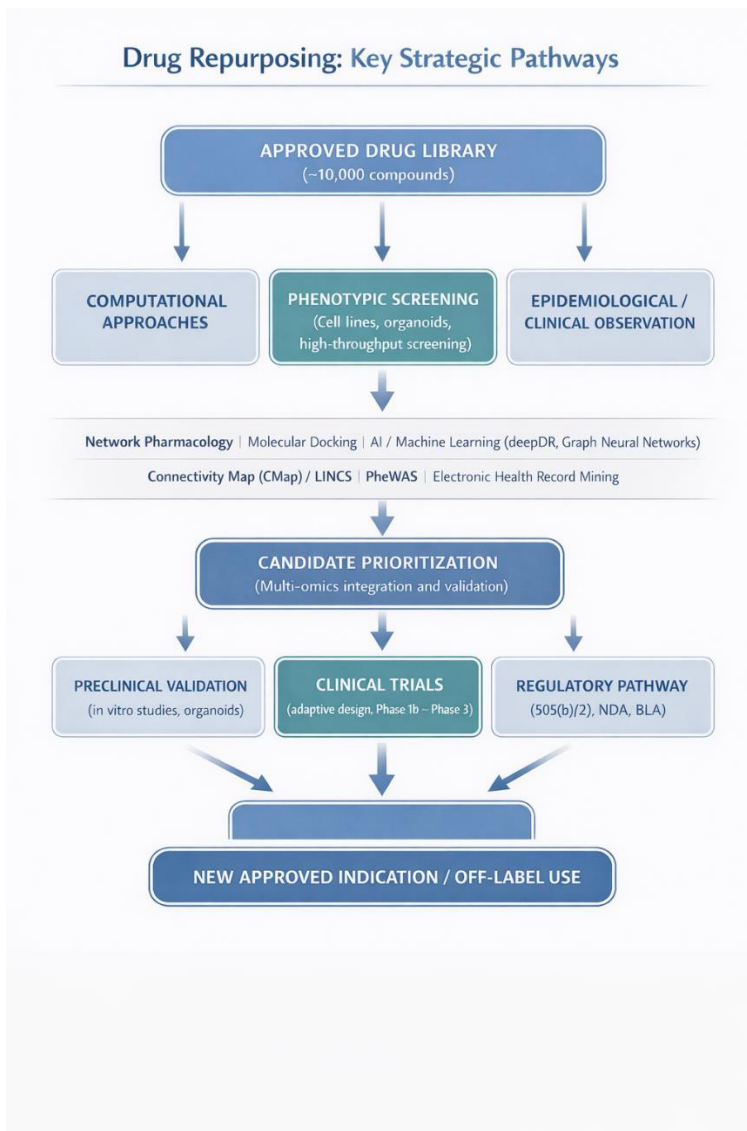 Drug Repurposing: Key Strategic Pathways
APPROVED DRUG LIBRARY
(~10,000 compounds)
COMPUTATIONAL
APPROACHES
PHENOTYPIC SCREENING
(Cell lines, organoids,
high-throughput screening)
EPIDEMIOLOGICAL /
CLINICAL OBSERVATION
Network Pharmacology | Molecular Docking | AI / Machine Learning (deepDR, Graph Neural Networks)
Connectivity Map (CMap) / LINCS | PheWAS | Electronic Health Record Mining
CANDIDATE PRIORITIZATION
(Multi-omics integration and validation)
PRECLINICAL VALIDATION
(in vitro studies, organoids)
CLINICAL TRIALS
(adaptive design, Phase 1b – Phase 3)
REGULATORY PATHWAY
(505(b)/2), NDA, BLA)
NEW APPROVED INDICATION / OFF-LABEL USE